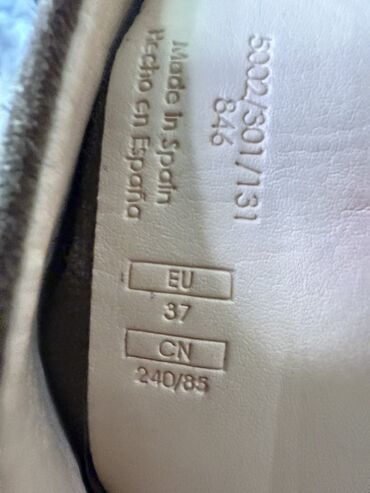 5002/301/131
846
Made in Spain
Hecho en España
EU
37
CN
240/85